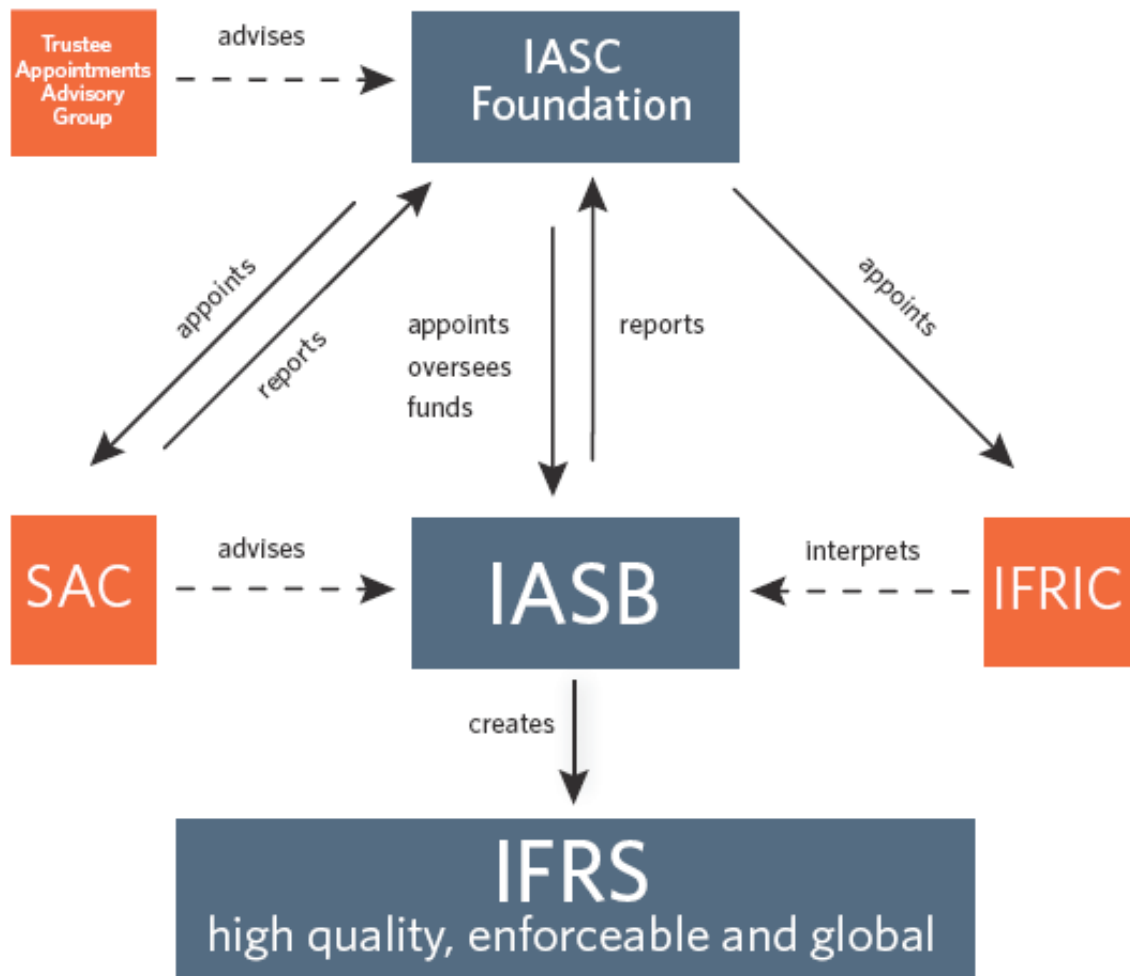 Trustee
Appointments
Advisory
Group
advises
IASC
Foundation
appoints
reports
appoints
oversees
funds
reports
appoints
SAC
advises
IASB
interprets
IFRIC
creates
IFRS
high quality, enforceable and global